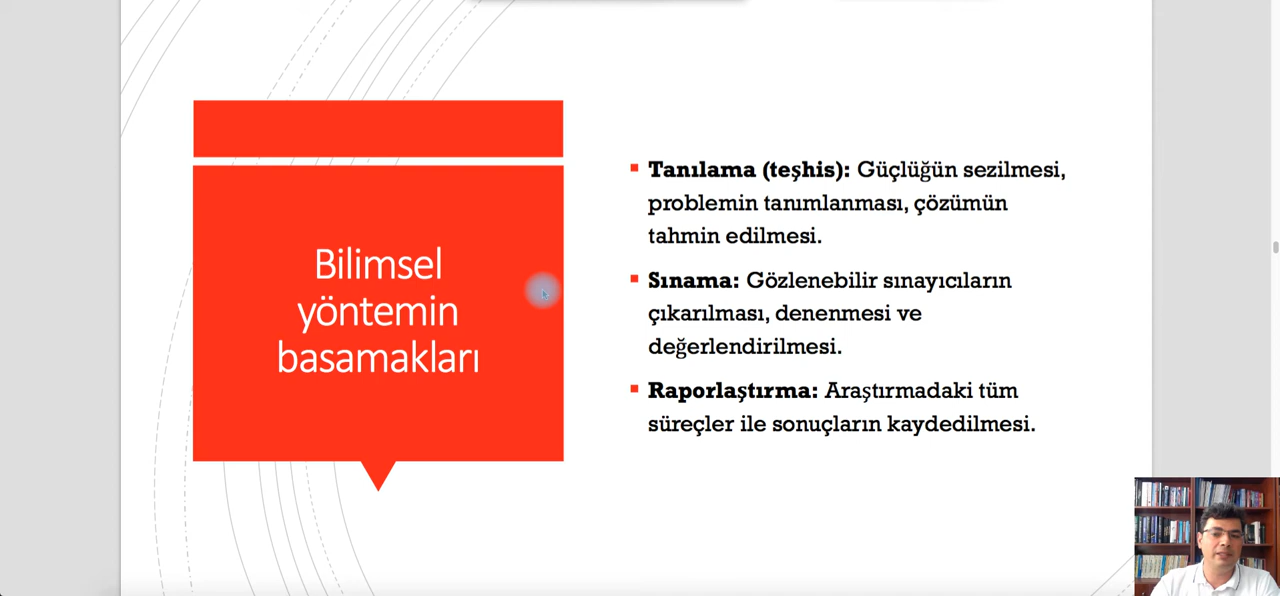 Bilimsel
yöntemin
basamakları
Tanılama (teşhis): Güçlüğün sezilmesi,
problemin tanımlanması, çözümün
tahmin edilmesi.
Sınama: Gözlenebilir sınayıcıların
çıkarılması, denenmesi ve
değerlendirilmesi.
Raporlaştırma: Araştırmadaki tüm
süreçler ile sonuçların kaydedilmesi.